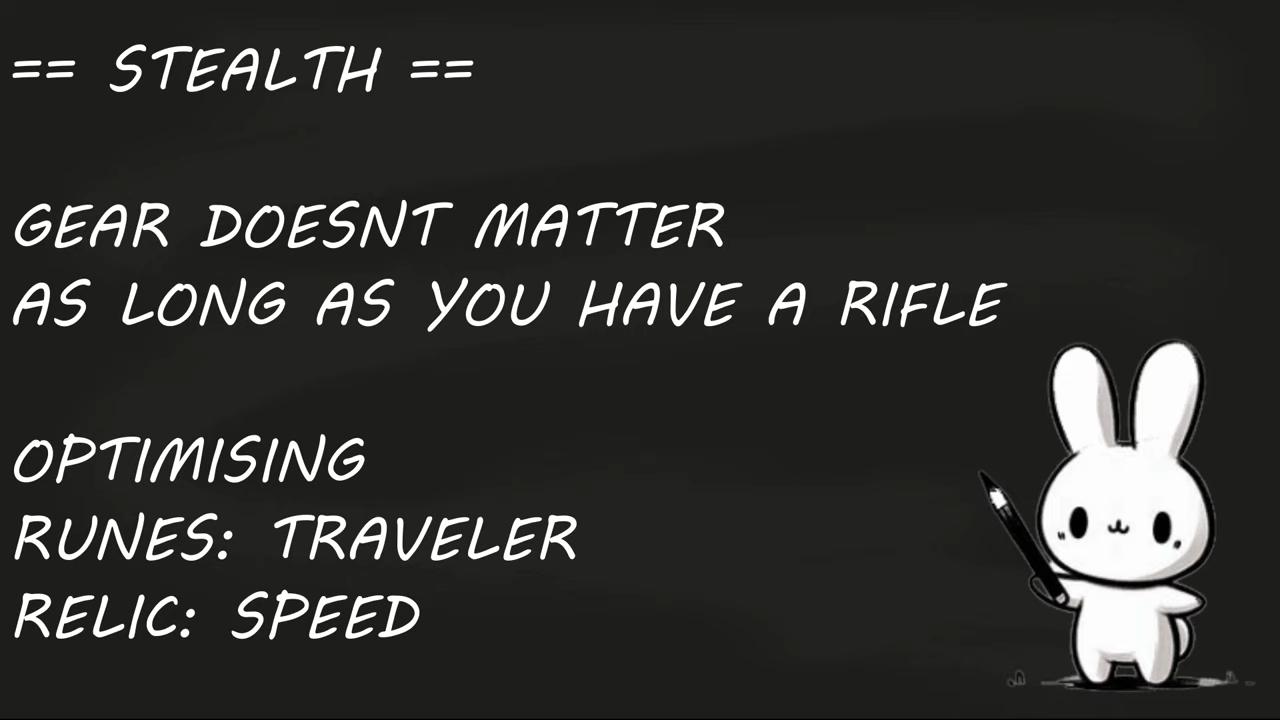 == STEALTH ==
GEAR DOESNT MATTER
AS LONG AS YOU HAVE A RIFLE
OPTIMISING
RUNES: TRAVELER
RELIC: SPEED